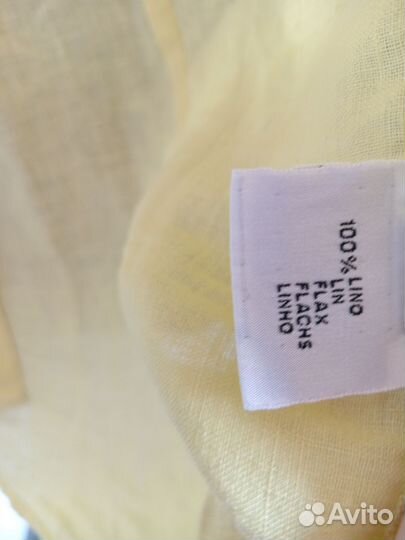 100% LINO
LIN
FLAX
FLACHS
LINHO
Avito